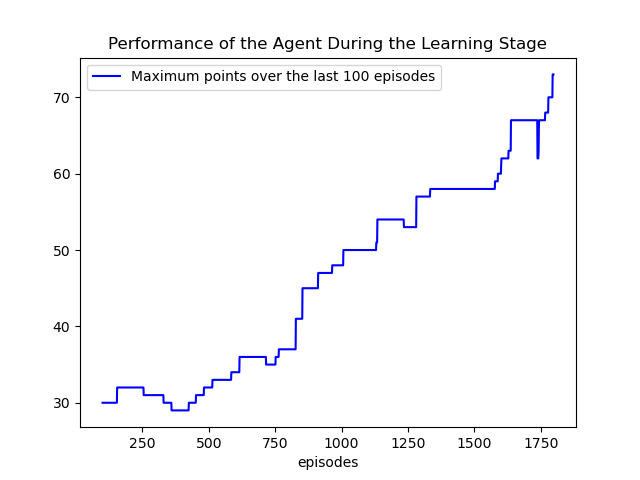 Performance of the Agent During the Learning Stage
Maximum points over the last 100 episodes
70
60
50
40
30
250 500 750 1000 1250 1500 1750
episodes